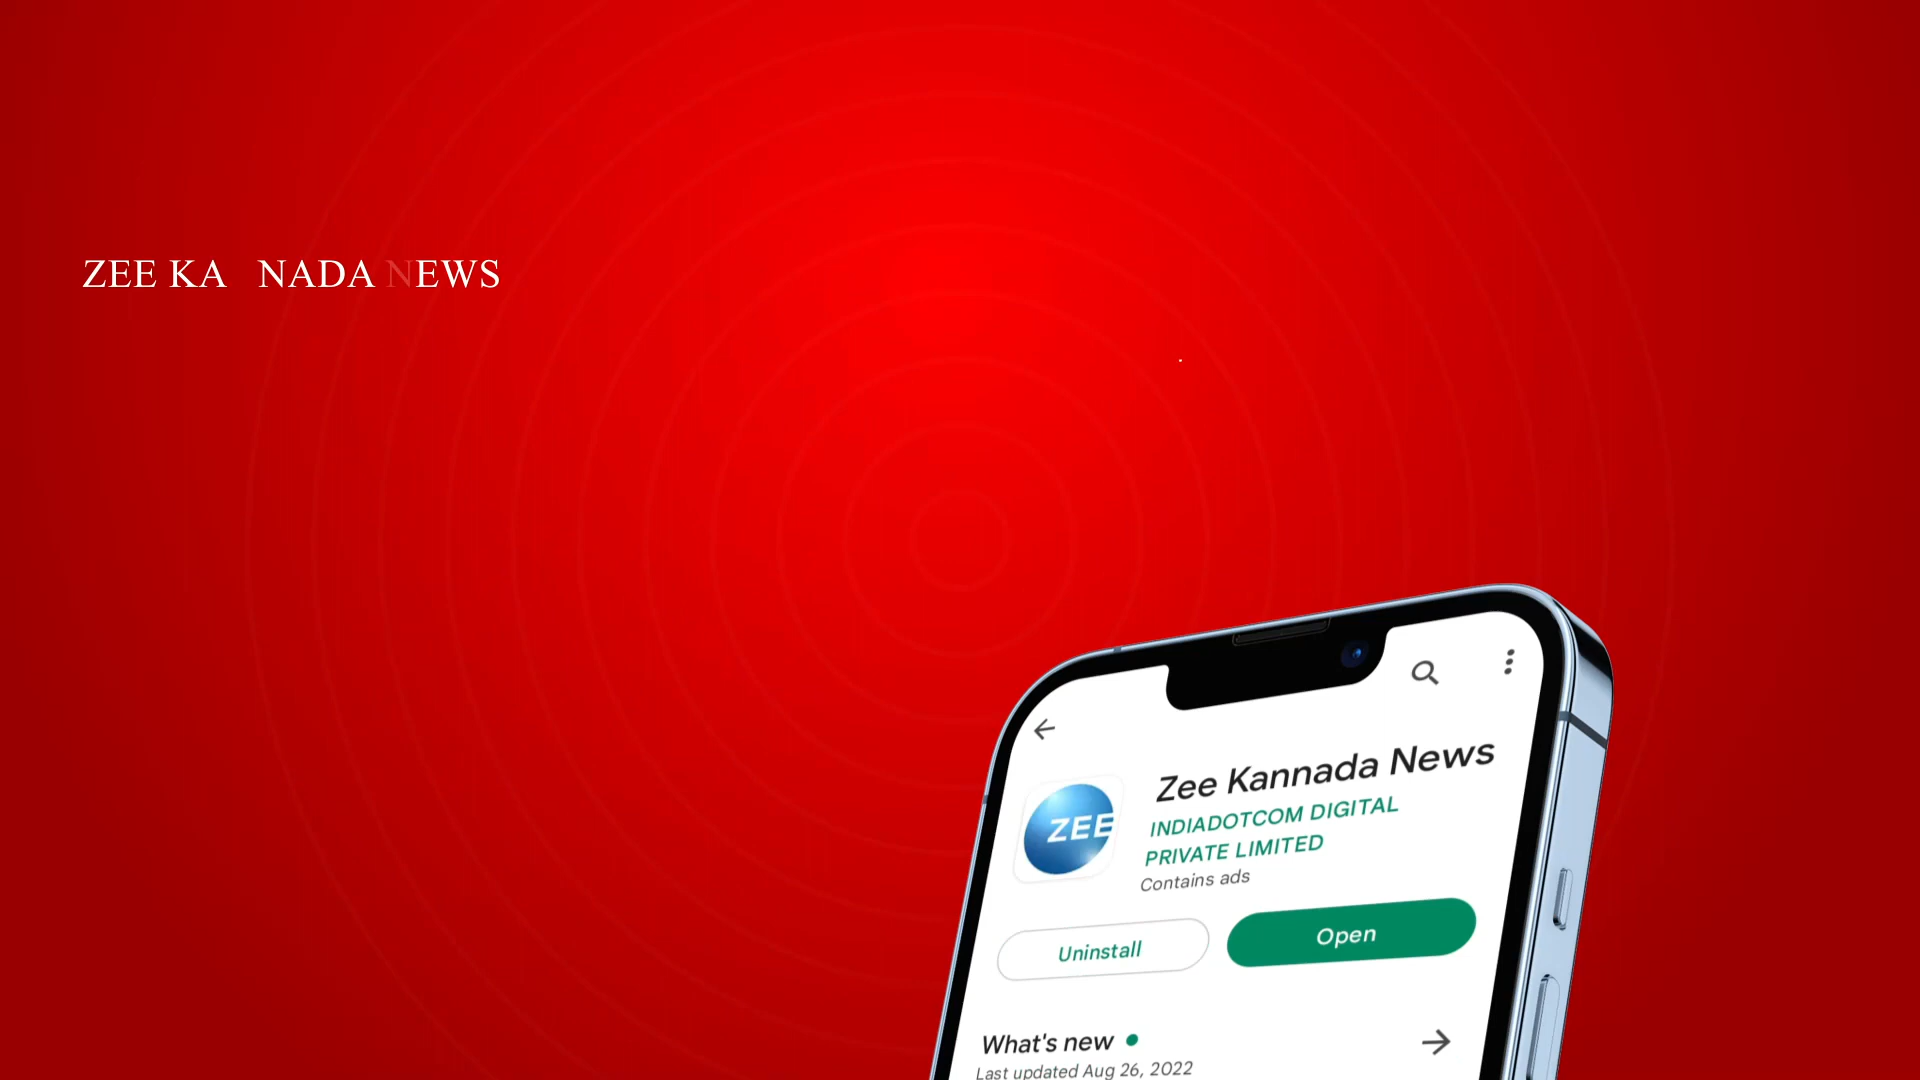 ZEE KA NADA NEWS
Zee Kannada News
ZEE
INDIADOTCOM DIGITAL
PRIVATE LIMITED
Contains ads
Uninstall
Open
What's new
Last updated Aug 26, 2022